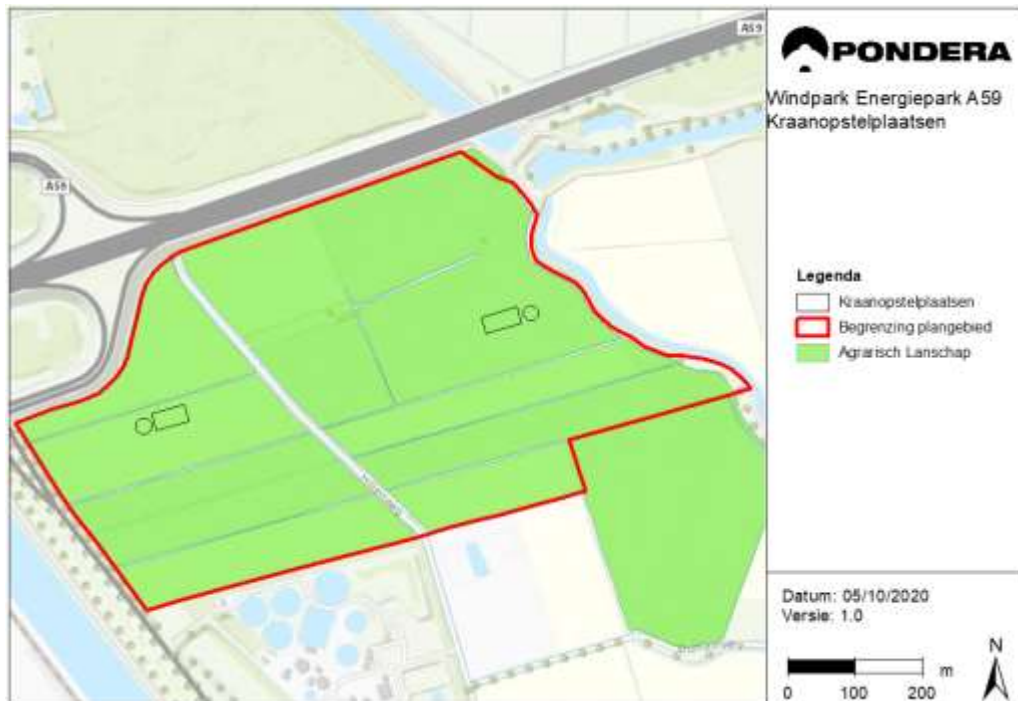 PONDERA
Windpark Energiepark A59
Kraanopstelplaatsen
A59
A59
Legenda
Kraanopstelplaatsen
Begrenzing plangebied
Agrarisch Lanschap
Datum: 05/10/2020
Versie: 1.0
N
m
0 100 200